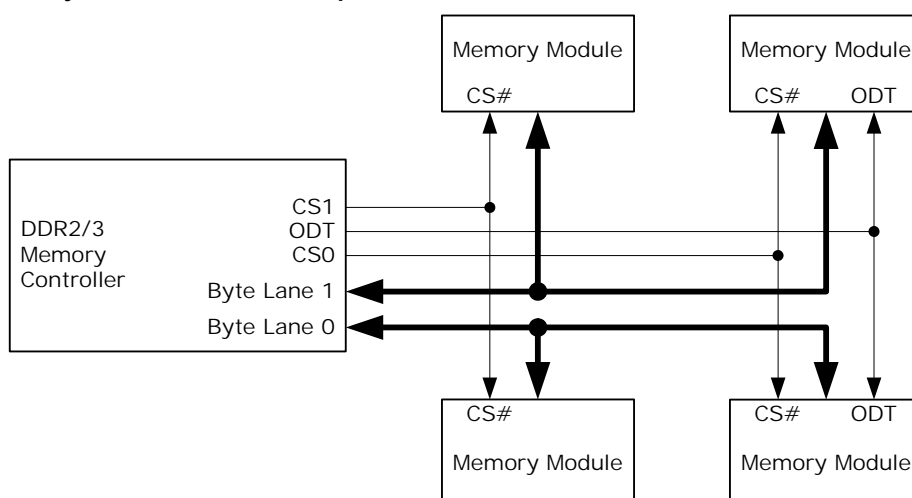 Memory Module
CS#
Memory Module
CS# ODT
DDR2/3
Memory
Controller
CS1
ODT
CS0
Byte Lane 1
Byte Lane 0
CS#
Memory Module
CS# ODT
Memory Module